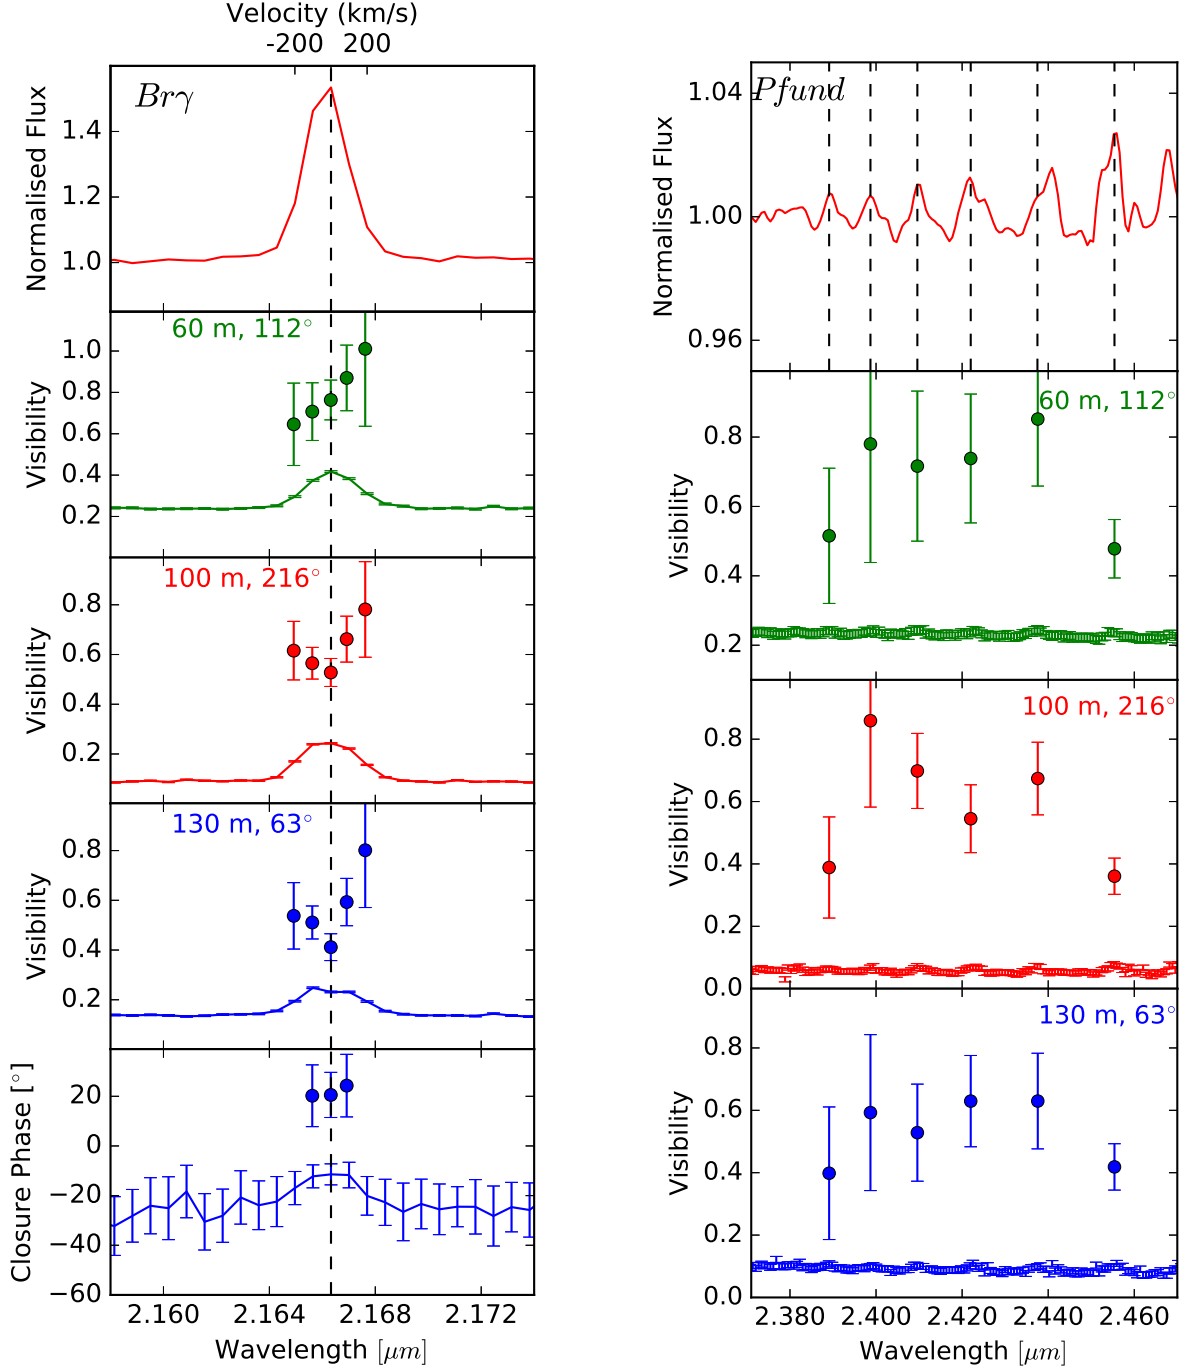 Velocity (km/s)
-200 200
Brγ
Normalised Flux
1.4
1.2
1.0
60 m, 112°
Visibility
1.0
0.8
0.6
0.4
0.2
100 m, 216°
Visibility
0.8
0.6
0.4
0.2
130 m, 63°
Visibility
0.8
0.6
0.4
0.2
Closure Phase [°]
20
0
−20
−40
−60
2.160 2.164 2.168 2.172
Wavelength [μm]
Pfund
Normalised Flux
1.04
1.00
0.96
60 m, 112°
Visibility
0.8
0.6
0.4
0.2
100 m, 216°
Visibility
0.8
0.6
0.4
0.2
0.0
130 m, 63°
Visibility
0.8
0.6
0.4
0.2
0.0
2.380 2.400 2.420 2.440 2.460
Wavelength [μm]